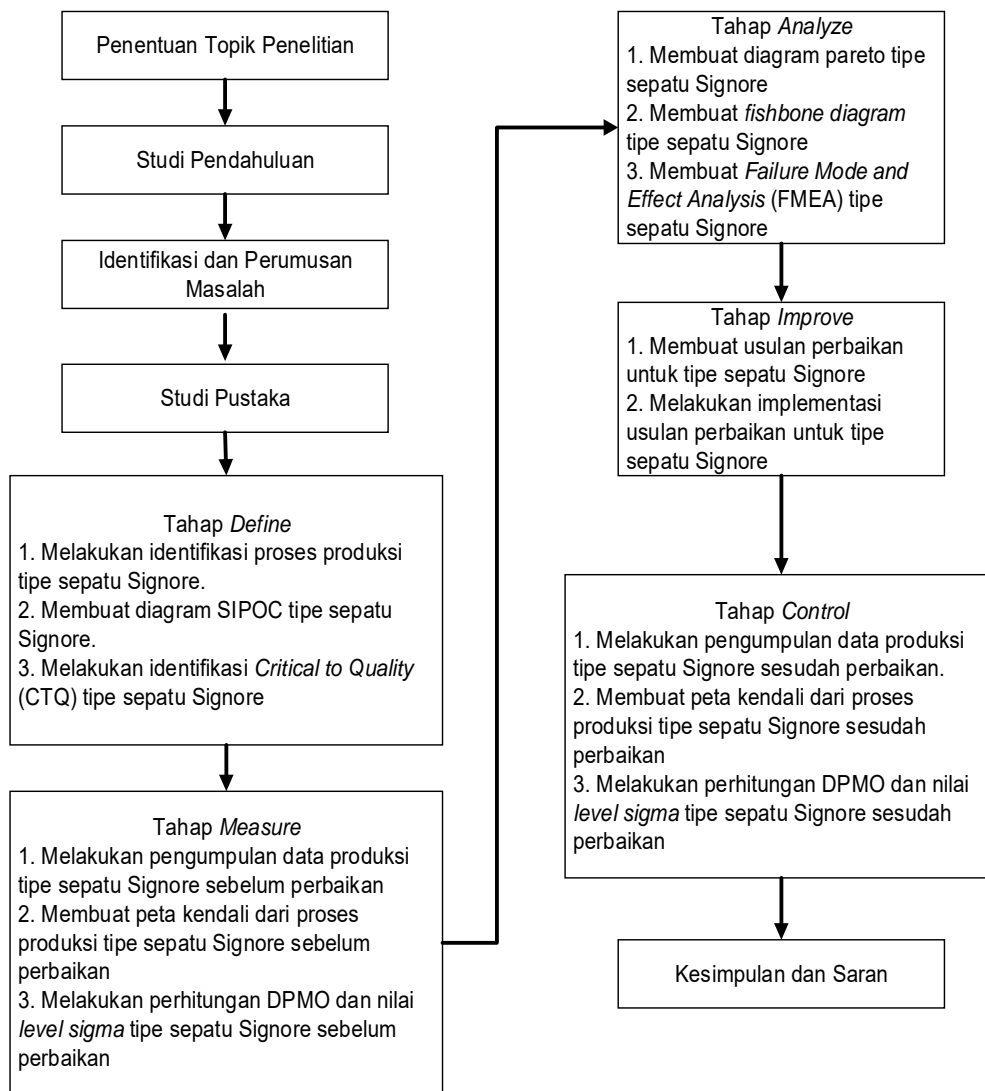 Penentuan Topik Penelitian
Studi Pendahuluan
Identifikasi dan Perumusan
Masalah
Studi Pustaka
Tahap Define
1. Melakukan identifikasi proses produksi
tipe sepatu Signore.
2. Membuat diagram SIPOC tipe sepatu
Signore.
3. Melakukan identifikasi Critical to Quality
(CTQ) tipe sepatu Signore
Tahap Measure
1. Melakukan pengumpulan data produksi
tipe sepatu Signore sebelum perbaikan
2. Membuat peta kendali dari proses
produksi tipe sepatu Signore sebelum
perbaikan
3. Melakukan perhitungan DPMO dan nilai
level sigma tipe sepatu Signore sebelum
perbaikan
Tahap Analyze
1. Membuat diagram pareto tipe
sepatu Signore
2. Membuat fishbone diagram
tipe sepatu Signore
3. Membuat Failure Mode and
Effect Analysis (FMEA) tipe
sepatu Signore
Tahap Improve
1. Membuat usulan perbaikan
untuk tipe sepatu Signore
2. Melakukan implementasi
usulan perbaikan untuk tipe
sepatu Signore
Tahap Control
1. Melakukan pengumpulan data produksi
tipe sepatu Signore sesudah perbaikan.
2. Membuat peta kendali dari proses
produksi tipe sepatu Signore sesudah
perbaikan
3. Melakukan perhitungan DPMO dan nilai
level sigma tipe sepatu Signore sesudah
perbaikan
Kesimpulan dan Saran